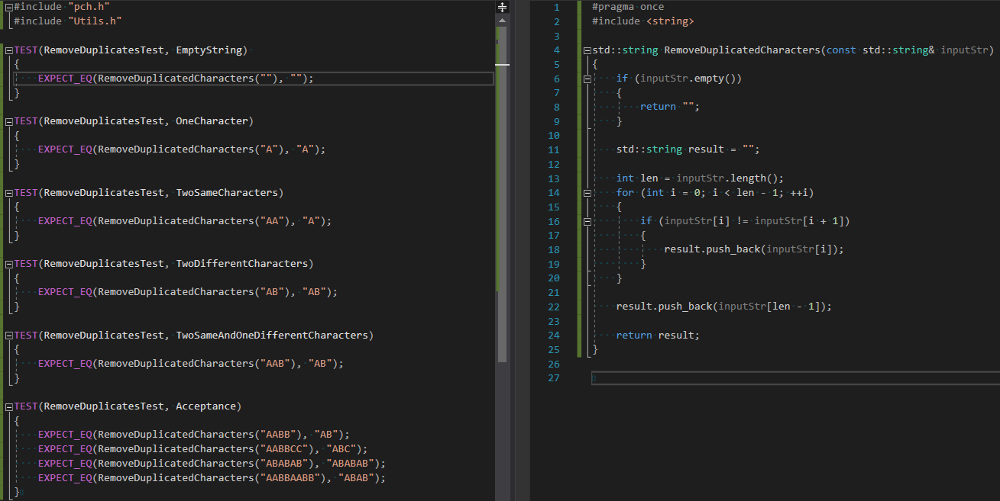 #include "pch.h"
#include "Utils.h"
TEST(RemoveDuplicatesTest, EmptyString)
{
    EXPECT_EQ(RemoveDuplicatedCharacters(""), "");
}
TEST(RemoveDuplicatesTest, OneCharacter)
{
    EXPECT_EQ(RemoveDuplicatedCharacters("A"), "A");
}
TEST(RemoveDuplicatesTest, TwoSameCharacters)
{
    EXPECT_EQ(RemoveDuplicatedCharacters("AA"), "A");
}
TEST(RemoveDuplicatesTest, TwoDifferentCharacters)
{
    EXPECT_EQ(RemoveDuplicatedCharacters("AB"), "AB");
}
TEST(RemoveDuplicatesTest, TwoSameAndOneDifferentCharacters)
{
    EXPECT_EQ(RemoveDuplicatedCharacters("AAB"), "AB");
}
TEST(RemoveDuplicatesTest, Acceptance)
{
    EXPECT_EQ(RemoveDuplicatedCharacters("AABB"), "AB");
    EXPECT_EQ(RemoveDuplicatedCharacters("AABBCC"), "ABC");
    EXPECT_EQ(RemoveDuplicatedCharacters("ABABAB"), "ABABAB");
    EXPECT_EQ(RemoveDuplicatedCharacters("AABBAABB"), "ABAB");
}
1 #pragma once
2 #include <string>
3
4 std::string RemoveDuplicatedCharacters(const std::string& inputStr)
5 {
6     if (inputStr.empty())
7     {
8         return "";
9     }
10
11     std::string result = "";
12
13     int len = inputStr.length();
14     for (int i = 0; i < len - 1; ++i)
15     {
16         if (inputStr[i] != inputStr[i + 1])
17         {
18             result.push_back(inputStr[i]);
19         }
20     }
21
22     result.push_back(inputStr[len - 1]);
23
24     return result;
25 }
26
27